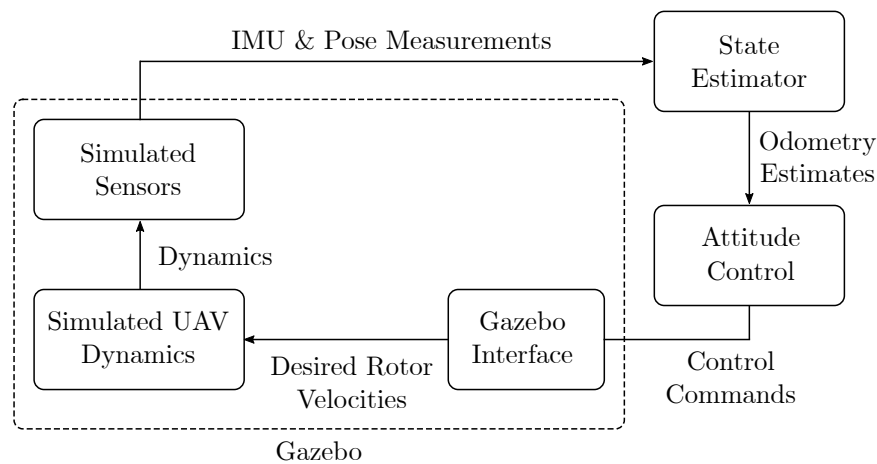 IMU & Pose Measurements
State
Estimator
Odometry
Estimates
Simulated
Sensors
Attitude
Control
Dynamics
Simulated UAV
Dynamics
Gazebo
Interface
Desired Rotor
Velocities
Control
Commands
Gazebo